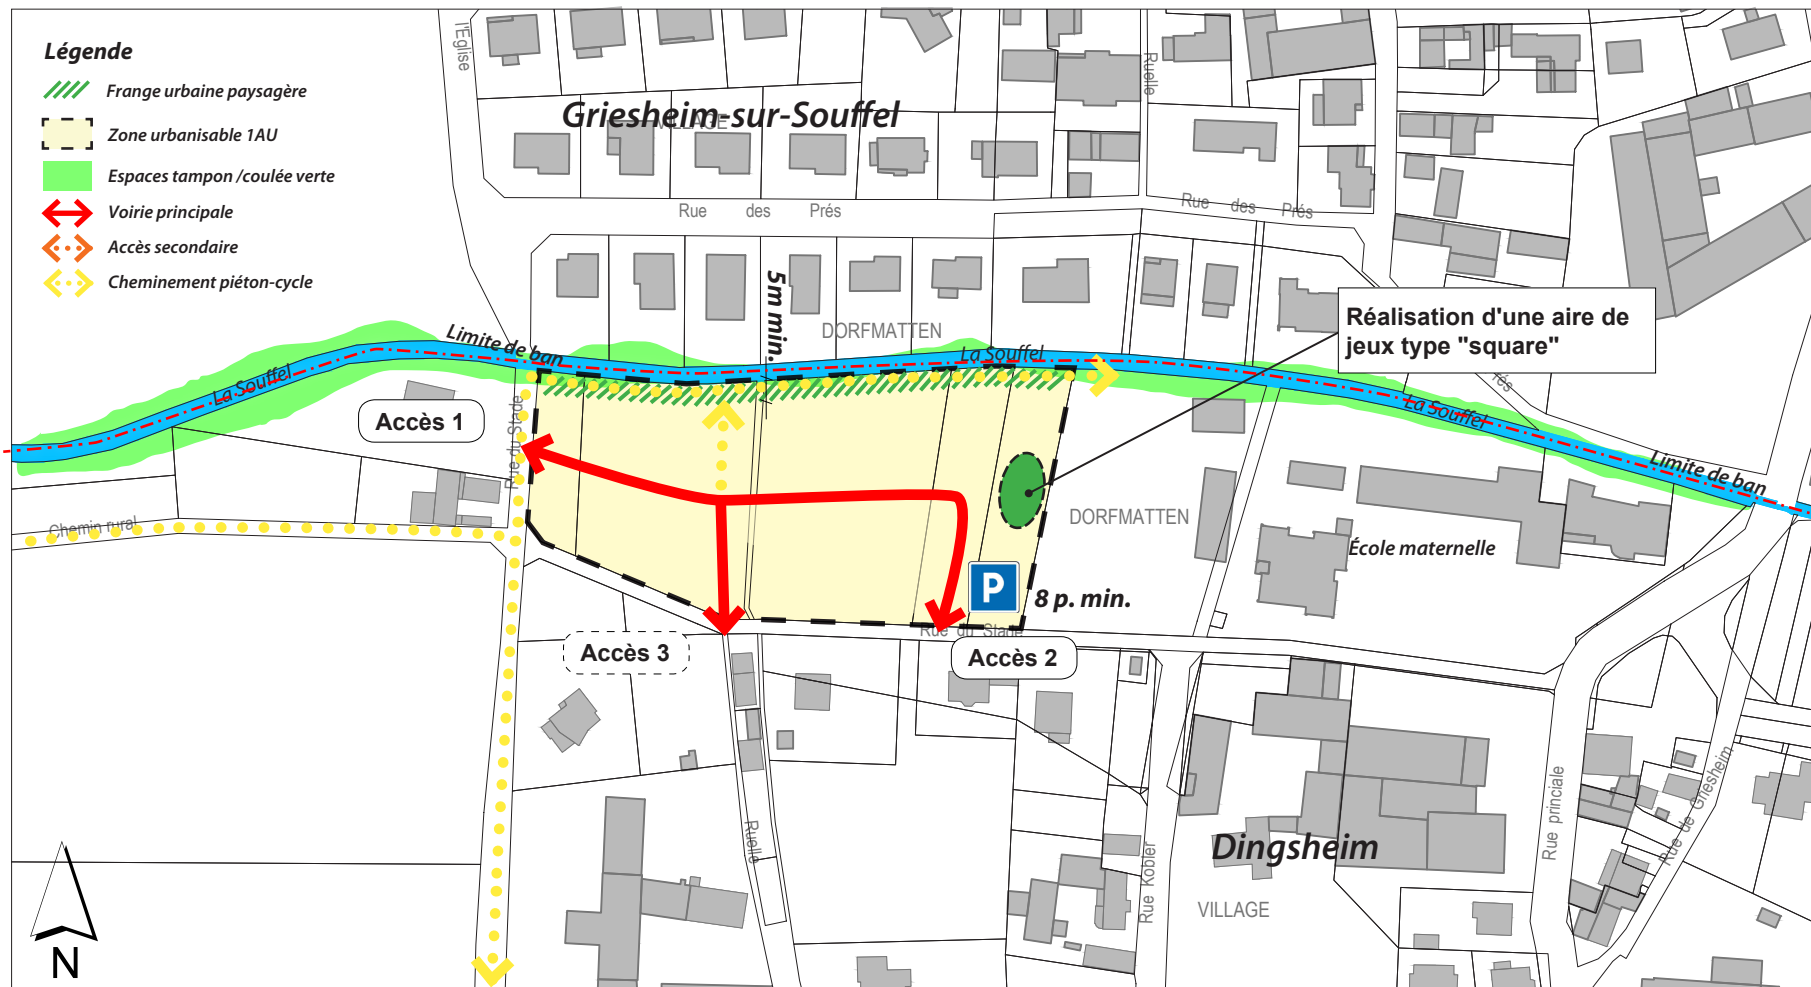 Légende
Frange urbaine paysagère
Zone urbanisable 1AU
Espaces tampon /coulée verte
Voirie principale
Accès secondaire
Cheminement piéton-cycle
l'Eglise
Griesheim-sur-Souffel
VILLAGE
Ruelle
Rue des Prés
Rue des Prés
5m min.
DORFMATTEN
Réalisation d'une aire de
jeux type "square"
Limite de ban
La Souffel
La Souffel
La Souffel
Limite de ban
Accès 1
Rue du Stade
Chemin rural
DORFMATTEN
École maternelle
P
8 p. min.
Rue du Stade
Accès 3
Accès 2
Ruelle
Rue Kobler
Dingsheim
VILLAGE
Rue princiale
Rue de Griesheim
N